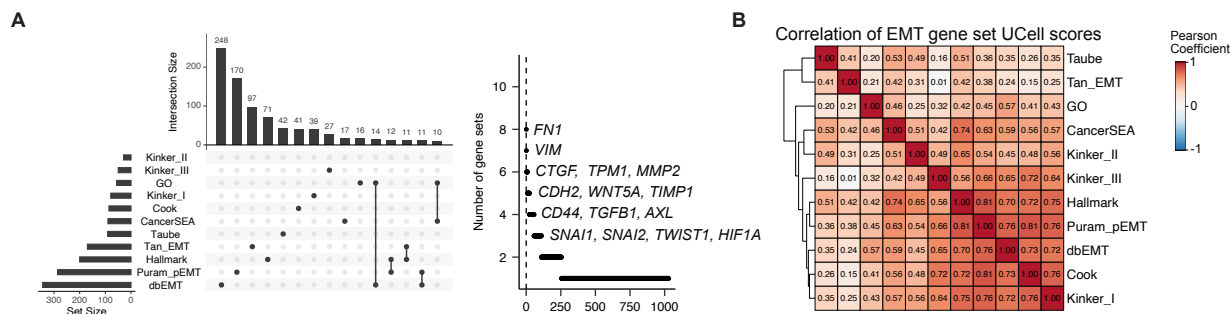 A
248
170
97
71
42
41
39
27
17
16
14
12
11
11
10
200
100
0
Intersection Size
Kinker_II
Kinker_III
GO
Kinker_I
Cook
CancerSEA
Taube
Tan_EMT
Hallmark
Puram_pEMT
dbEMT
300
200
100
0
Set Size
Number of gene sets
10
8
6
4
2
FN1
VIM
CTGF, TPM1, MMP2
CDH2, WNT5A, TIMP1
CD44, TGFB1, AXL
SNAI1, SNAI2, TWIST1, HIF1A
0
250
500
1000
B
Correlation of EMT gene set UCell scores
1.00 0.41 0.20 0.53 0.49 0.16 0.51 0.36 0.35 0.26 0.35 Taube
0.41 1.00 0.21 0.42 0.31 0.01 0.42 0.38 0.24 0.15 0.25 Tan_EMT
0.20 0.21 1.00 0.46 0.25 0.32 0.42 0.45 0.57 0.41 0.43 GO
0.53 0.42 0.46 1.00 0.51 0.42 0.74 0.63 0.59 0.56 0.57 CancerSEA
0.49 0.31 0.25 0.51 1.00 0.49 0.65 0.54 0.45 0.48 0.56 Kinker_II
0.16 0.01 0.32 0.42 0.49 1.00 0.56 0.66 0.65 0.72 0.64 Kinker_III
0.51 0.42 0.42 0.74 0.65 0.56 1.00 0.81 0.70 0.72 0.75 Hallmark
0.36 0.38 0.45 0.63 0.54 0.66 0.81 1.00 0.76 0.81 0.76 Puram_pEMT
0.35 0.24 0.57 0.59 0.45 0.65 0.70 0.76 1.00 0.73 0.72 dbEMT
0.26 0.15 0.41 0.56 0.48 0.72 0.72 0.81 0.73 1.00 0.76 Cook
0.35 0.25 0.43 0.57 0.56 0.64 0.75 0.76 0.72 0.76 1.00 Kinker_I
Pearson
Coefficient
1
0
-1